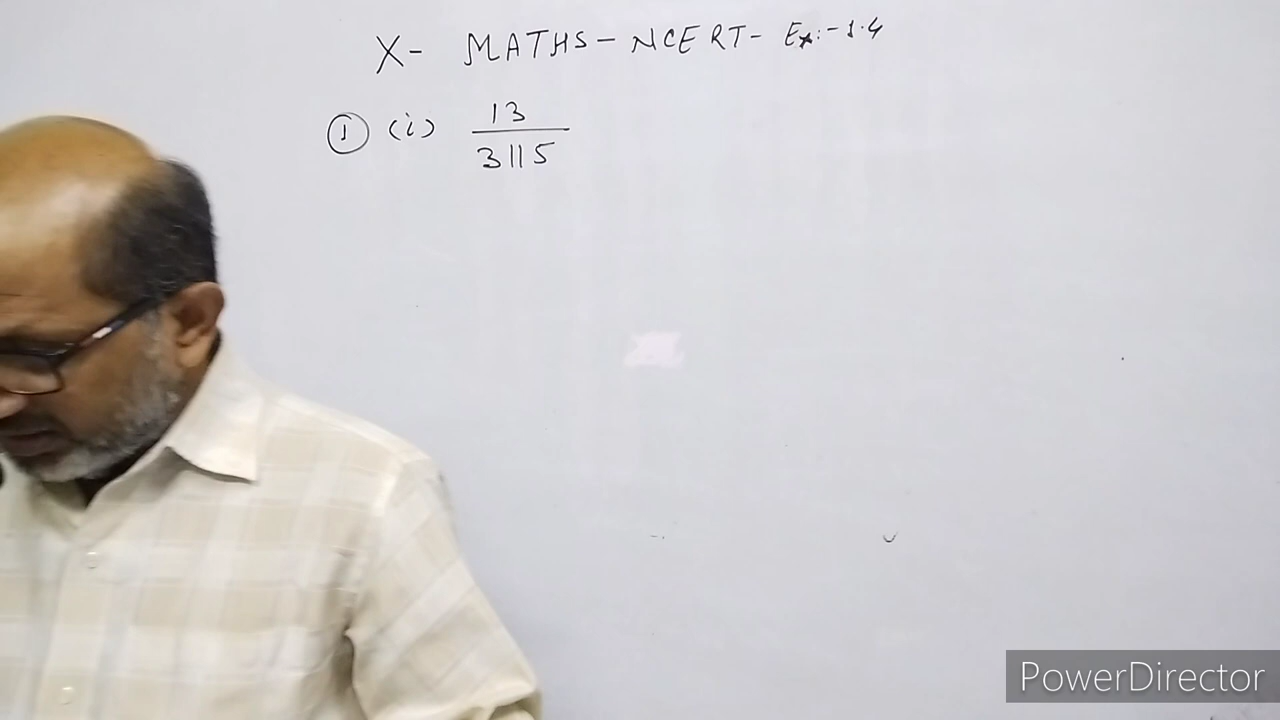 X- MATHS - NCERT - Ex:- 1.4
① (i) 13
3115
PowerDirector